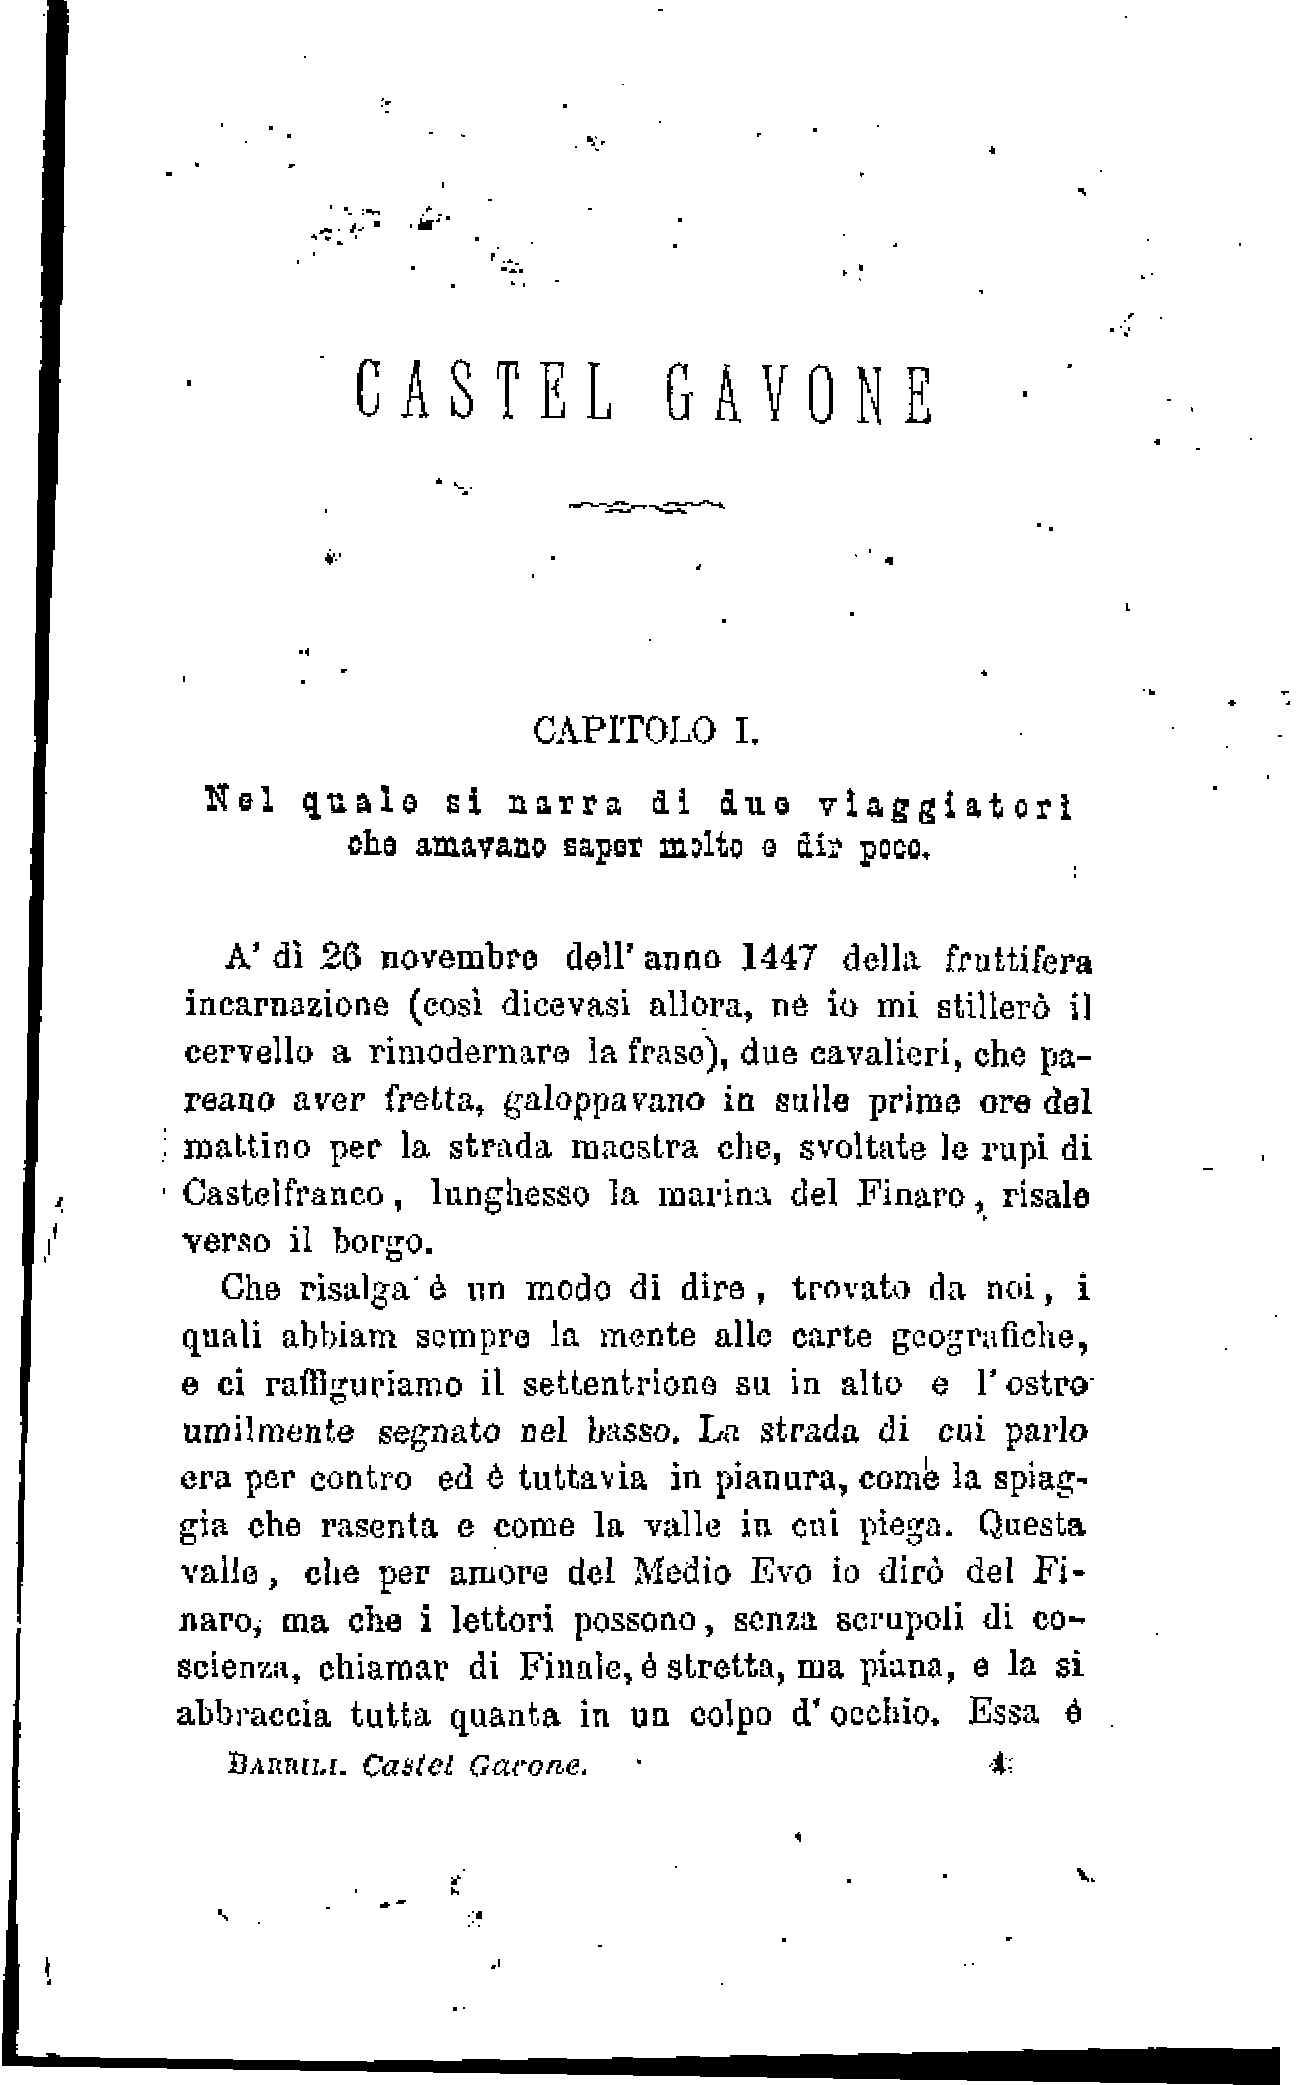 CASTEL GAVONE
CAPITOLO I.
Nel quale si narra di due viaggiatori
che amavano saper molto e dir poco.
A' dì 26 novembre dell' anno 1447 della fruttifera
incarnazione (così dicevasi allora, nè io mi stillerò il
cervello a rimodernare la frase), due cavalieri, che pa-
reano aver fretta, galoppavano in sulle prime ore del
mattino per la strada maestra che, svoltate le rupi di
Castelfranco, lunghesso la marina del Finaro, risale
verso il borgo.
Che risalga è un modo di dire, trovato da noi, i
quali abbiam sempre la mente alle carte geografiche,
e ci raffiguriamo il settentrione su in alto e l' ostro
umilmente segnato nel basso. La strada di cui parlo
era per contro ed è tuttavia in pianura, come la spiag-
gia che rasenta e come la valle in cui piega. Questa
valle, che per amore del Medio Evo io dirò del Fi-
naro, ma che i lettori possono, senza scrupoli di co-
scienza, chiamar di Finale, è stretta, ma piana, e la si
abbraccia tutta quanta in un colpo d' occhio. Essa è
BARRILI. Castel Gavone.